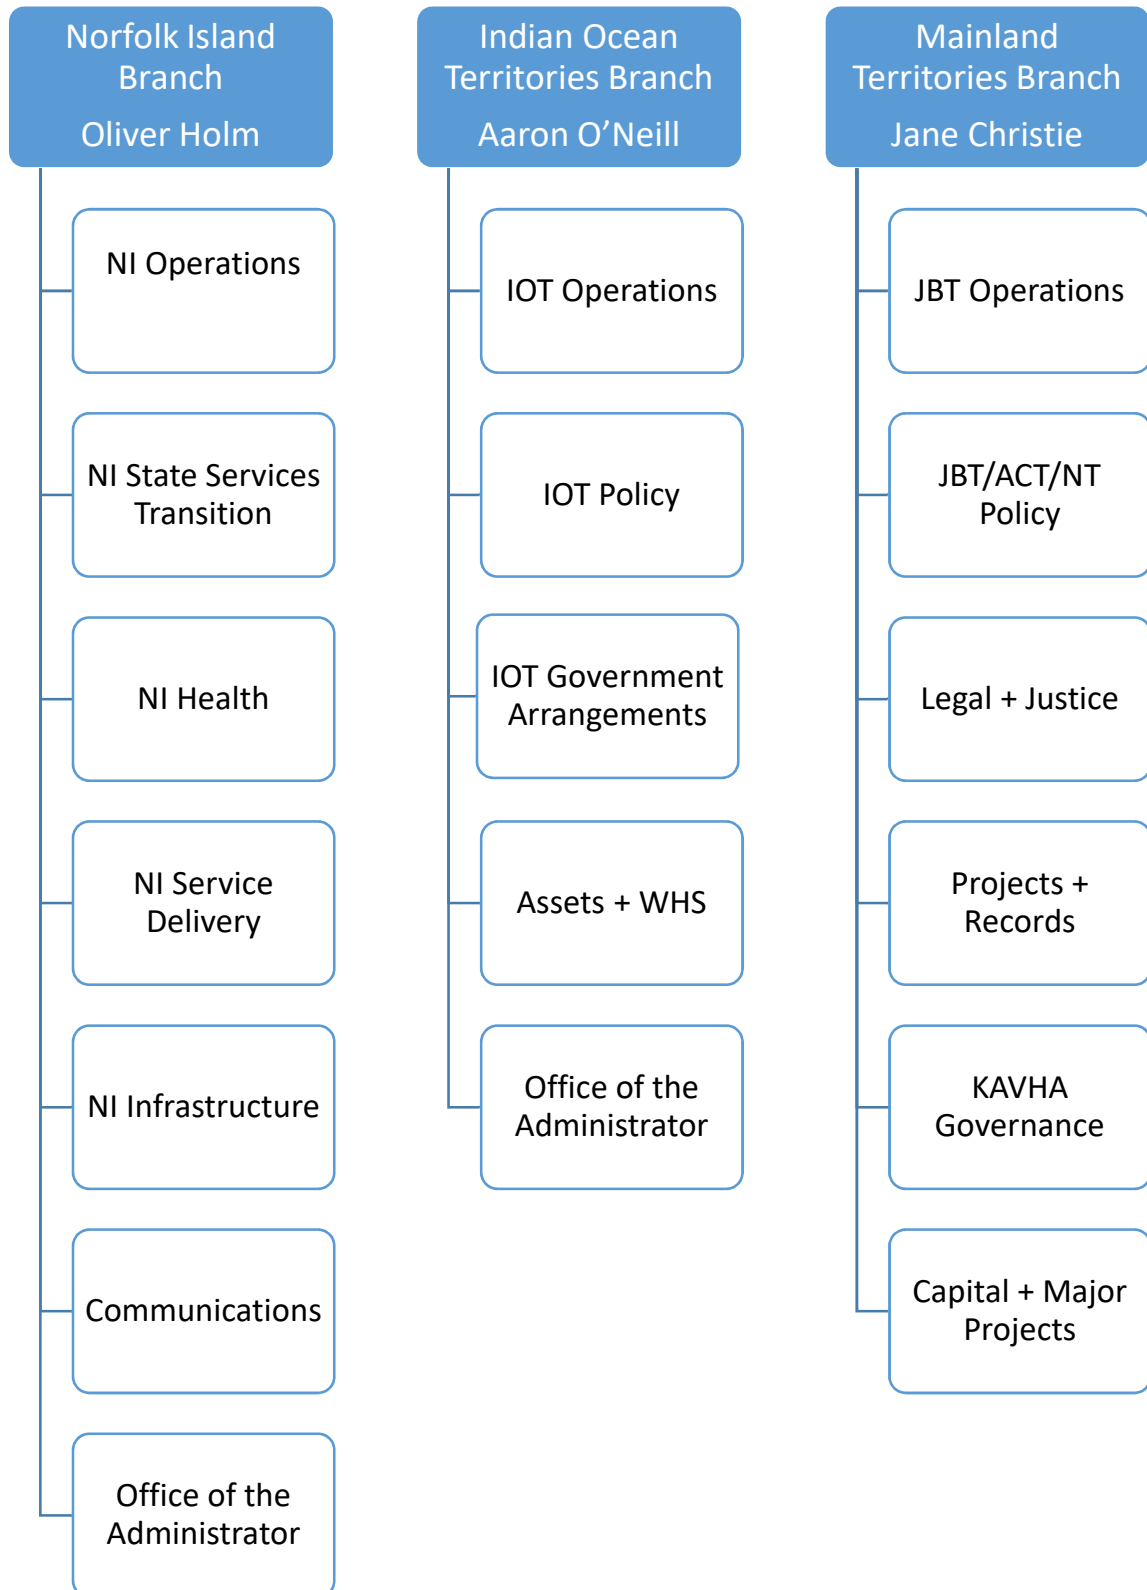 Norfolk Island
Branch
Oliver Holm
NI Operations
NI State Services
Transition
NI Health
NI Service
Delivery
NI Infrastructure
Communications
Office of the
Administrator
Indian Ocean
Territories Branch
Aaron O’Neill
IOT Operations
IOT Policy
IOT Government
Arrangements
Assets + WHS
Office of the
Administrator
Mainland
Territories Branch
Jane Christie
JBT Operations
JBT/ACT/NT
Policy
Legal + Justice
Projects +
Records
KAVHA
Governance
Capital + Major
Projects